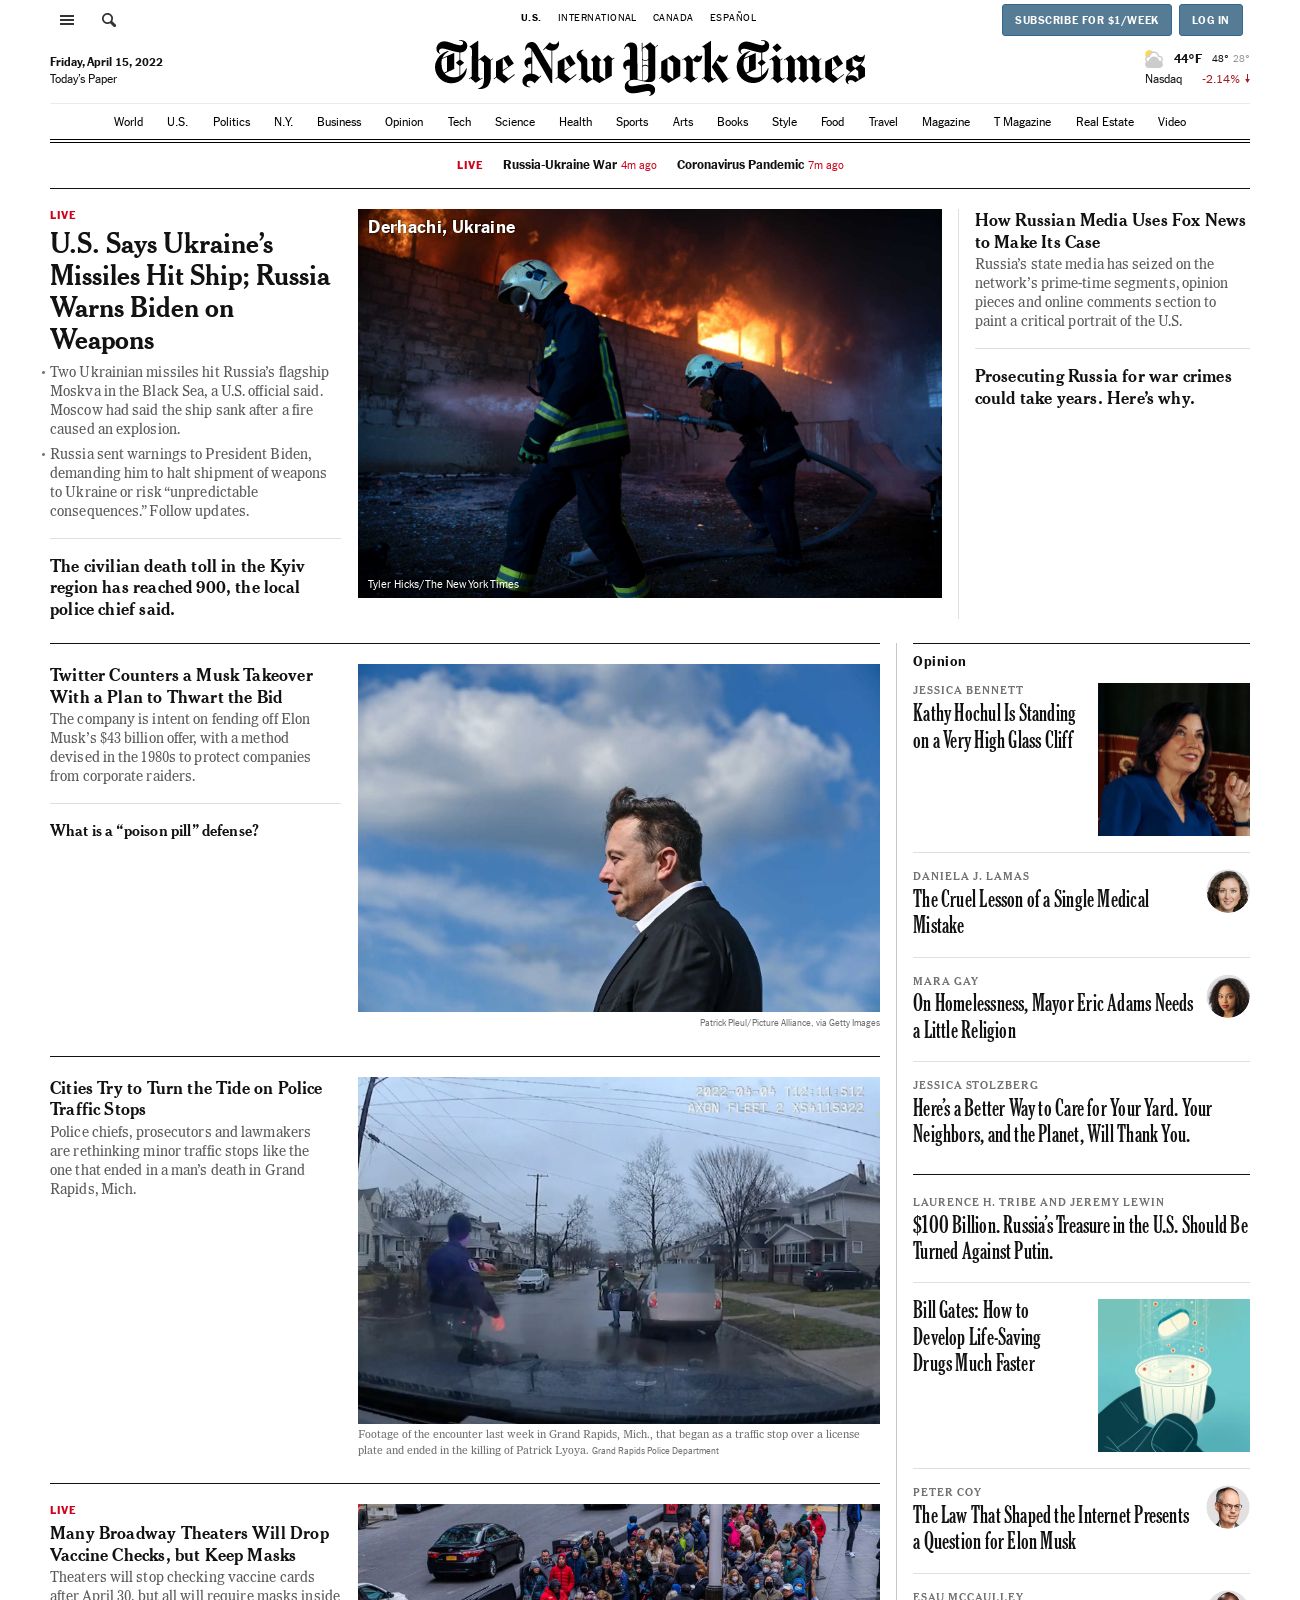 U.S. INTERNATIONAL CANADA ESPAÑOL
SUBSCRIBE FOR $1/WEEK LOG IN
The New York Times
Friday, April 15, 2022
Today's Paper
44°F 48° 28°
Nasdaq -2.14%
World U.S. Politics N.Y. Business Opinion Tech Science Health Sports Arts Books Style Food Travel Magazine T Magazine Real Estate Video
LIVE Russia-Ukraine War 4m ago Coronavirus Pandemic 7m ago
LIVE
U.S. Says Ukraine’s
Missiles Hit Ship; Russia
Warns Biden on
Weapons
• Two Ukrainian missiles hit Russia’s flagship
Moskva in the Black Sea, a U.S. official said.
Moscow had said the ship sank after a fire
caused an explosion.
• Russia sent warnings to President Biden,
demanding him to halt shipment of weapons
to Ukraine or risk “unpredictable
consequences.” Follow updates.
The civilian death toll in the Kyiv
region has reached 900, the local
police chief said.
Derhachi, Ukraine
Tyler Hicks/The New York Times
How Russian Media Uses Fox News
to Make Its Case
Russia’s state media has seized on the
network’s prime-time segments, opinion
pieces and online comments section to
paint a critical portrait of the U.S.
Prosecuting Russia for war crimes
could take years. Here’s why.
Twitter Counters a Musk Takeover
With a Plan to Thwart the Bid
The company is intent on fending off Elon
Musk’s $43 billion offer, with a method
devised in the 1980s to protect companies
from corporate raiders.
What is a “poison pill” defense?
Patrick Pleul/Picture Alliance, via Getty Images
Cities Try to Turn the Tide on Police
Traffic Stops
Police chiefs, prosecutors and lawmakers
are rethinking minor traffic stops like the
one that ended in a man’s death in Grand
Rapids, Mich.
2022-04-04 T12:11:51Z
AXON FLEET 2 X54115322
Footage of the encounter last week in Grand Rapids, Mich., that began as a traffic stop over a license
plate and ended in the killing of Patrick Lyoya. Grand Rapids Police Department
LIVE
Many Broadway Theaters Will Drop
Vaccine Checks, but Keep Masks
Theaters will stop checking vaccine cards
after April 30, but all will require masks inside
Opinion
JESSICA BENNETT
Kathy Hochul Is Standing
on a Very High Glass Cliff
DANIELA J. LAMAS
The Cruel Lesson of a Single Medical
Mistake
MARA GAY
On Homelessness, Mayor Eric Adams Needs
a Little Religion
JESSICA STOLZBERG
Here’s a Better Way to Care for Your Yard. Your
Neighbors, and the Planet, Will Thank You.
LAURENCE H. TRIBE AND JEREMY LEWIN
$100 Billion. Russia’s Treasure in the U.S. Should Be
Turned Against Putin.
Bill Gates: How to
Develop Life-Saving
Drugs Much Faster
PETER COY
The Law That Shaped the Internet Presents
a Question for Elon Musk
ESAU MCCAULLEY